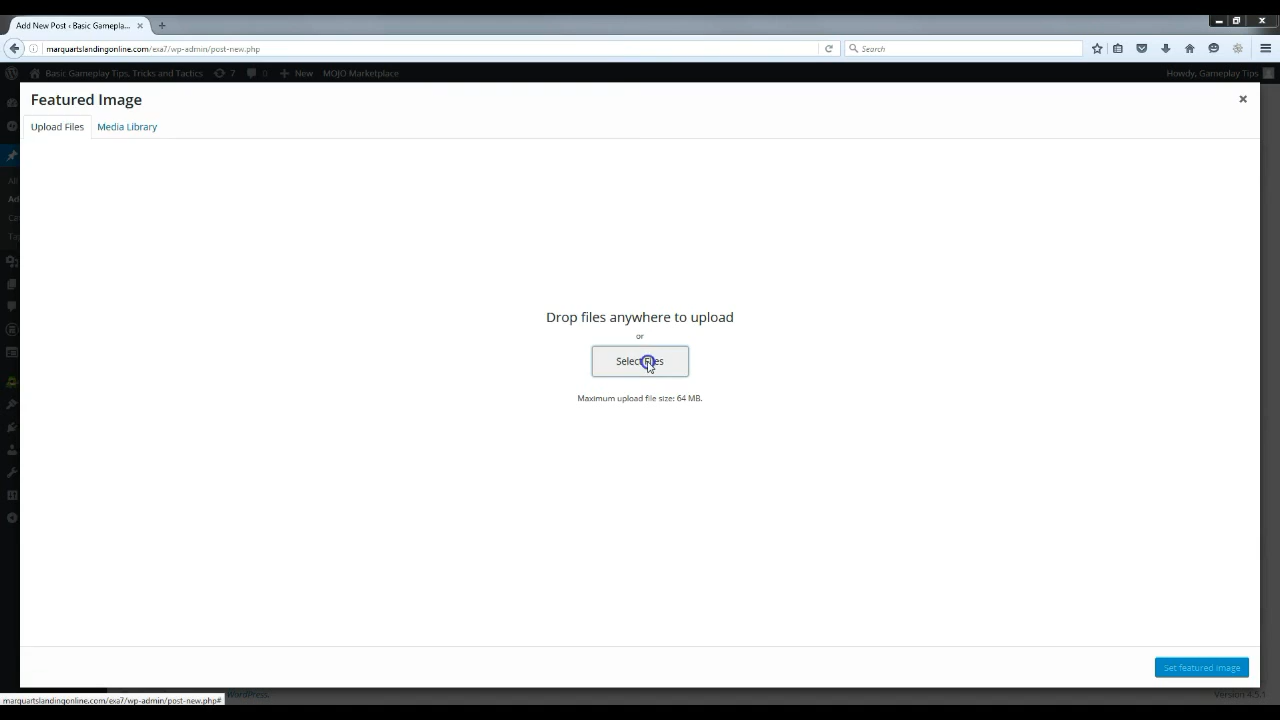 Add New Post ‹ Basic Gamepla...
marquartslandingonline.com/exa7/wp-admin/post-new.php
Search
Basic Gameplay Tips, Tricks and Tactics 7 0 New MOJO Marketplace Howdy, Gameplay Tips
Featured Image
Upload Files Media Library
Drop files anywhere to upload
or
Select Files
Maximum upload file size: 64 MB.
Set featured image
marquartslandingonline.com/exa7/wp-admin/post-new.php# WordPress. Version 4.5.1